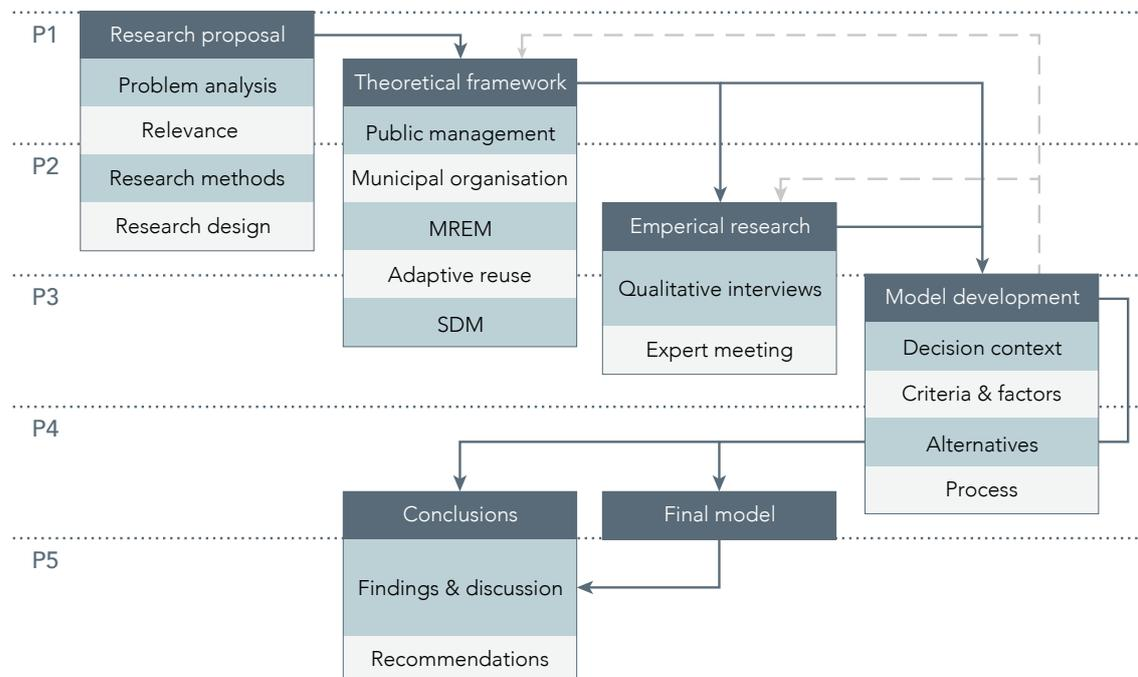 P1
Research proposal
Problem analysis
Relevance
Research methods
Research design
Theoretical framework
Public management
Municipal organisation
MREM
Adaptive reuse
SDM
P2
Emperical research
Qualitative interviews
Expert meeting
P3
Model development
Decision context
Criteria & factors
Alternatives
Process
P4
Conclusions
Findings & discussion
Recommendations
Final model
P5